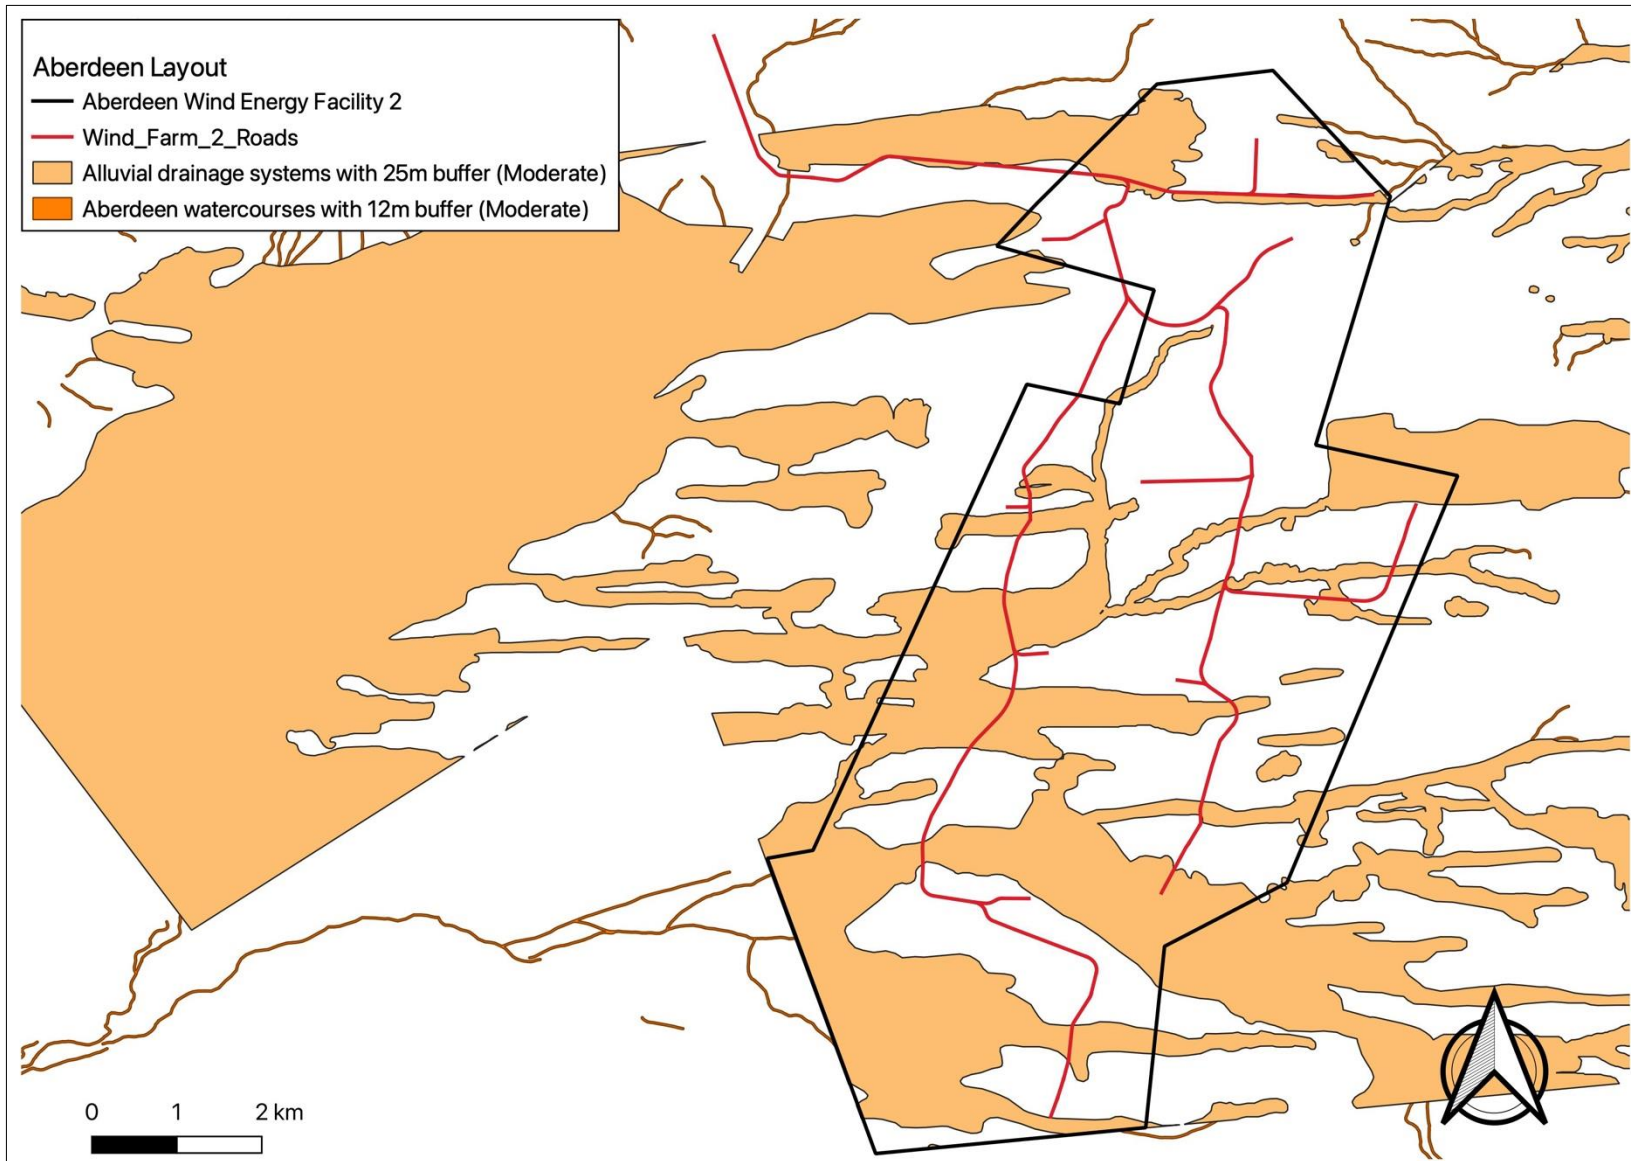 Aberdeen Layout
Aberdeen Wind Energy Facility 2
Wind_Farm_2_Roads
Alluvial drainage systems with 25m buffer (Moderate)
Aberdeen watercourses with 12m buffer (Moderate)
0 1 2 km